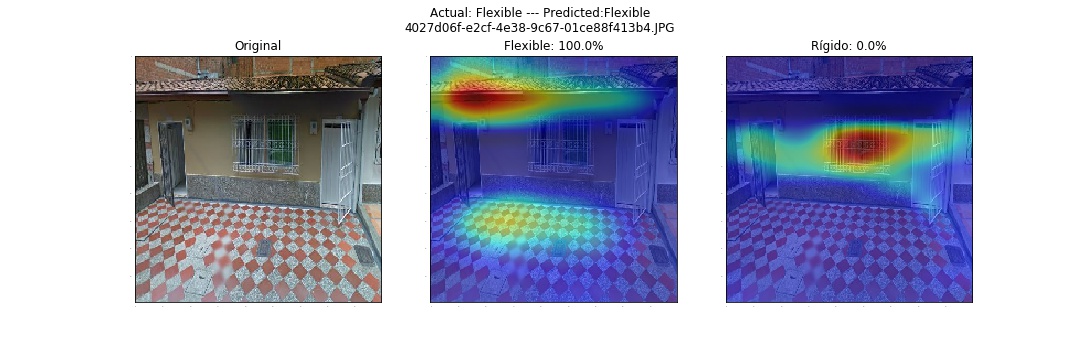 Actual: Flexible --- Predicted:Flexible
4027d06f-e2cf-4e38-9c67-01ce88f413b4.JPG
Original
Flexible: 100.0%
Rígido: 0.0%